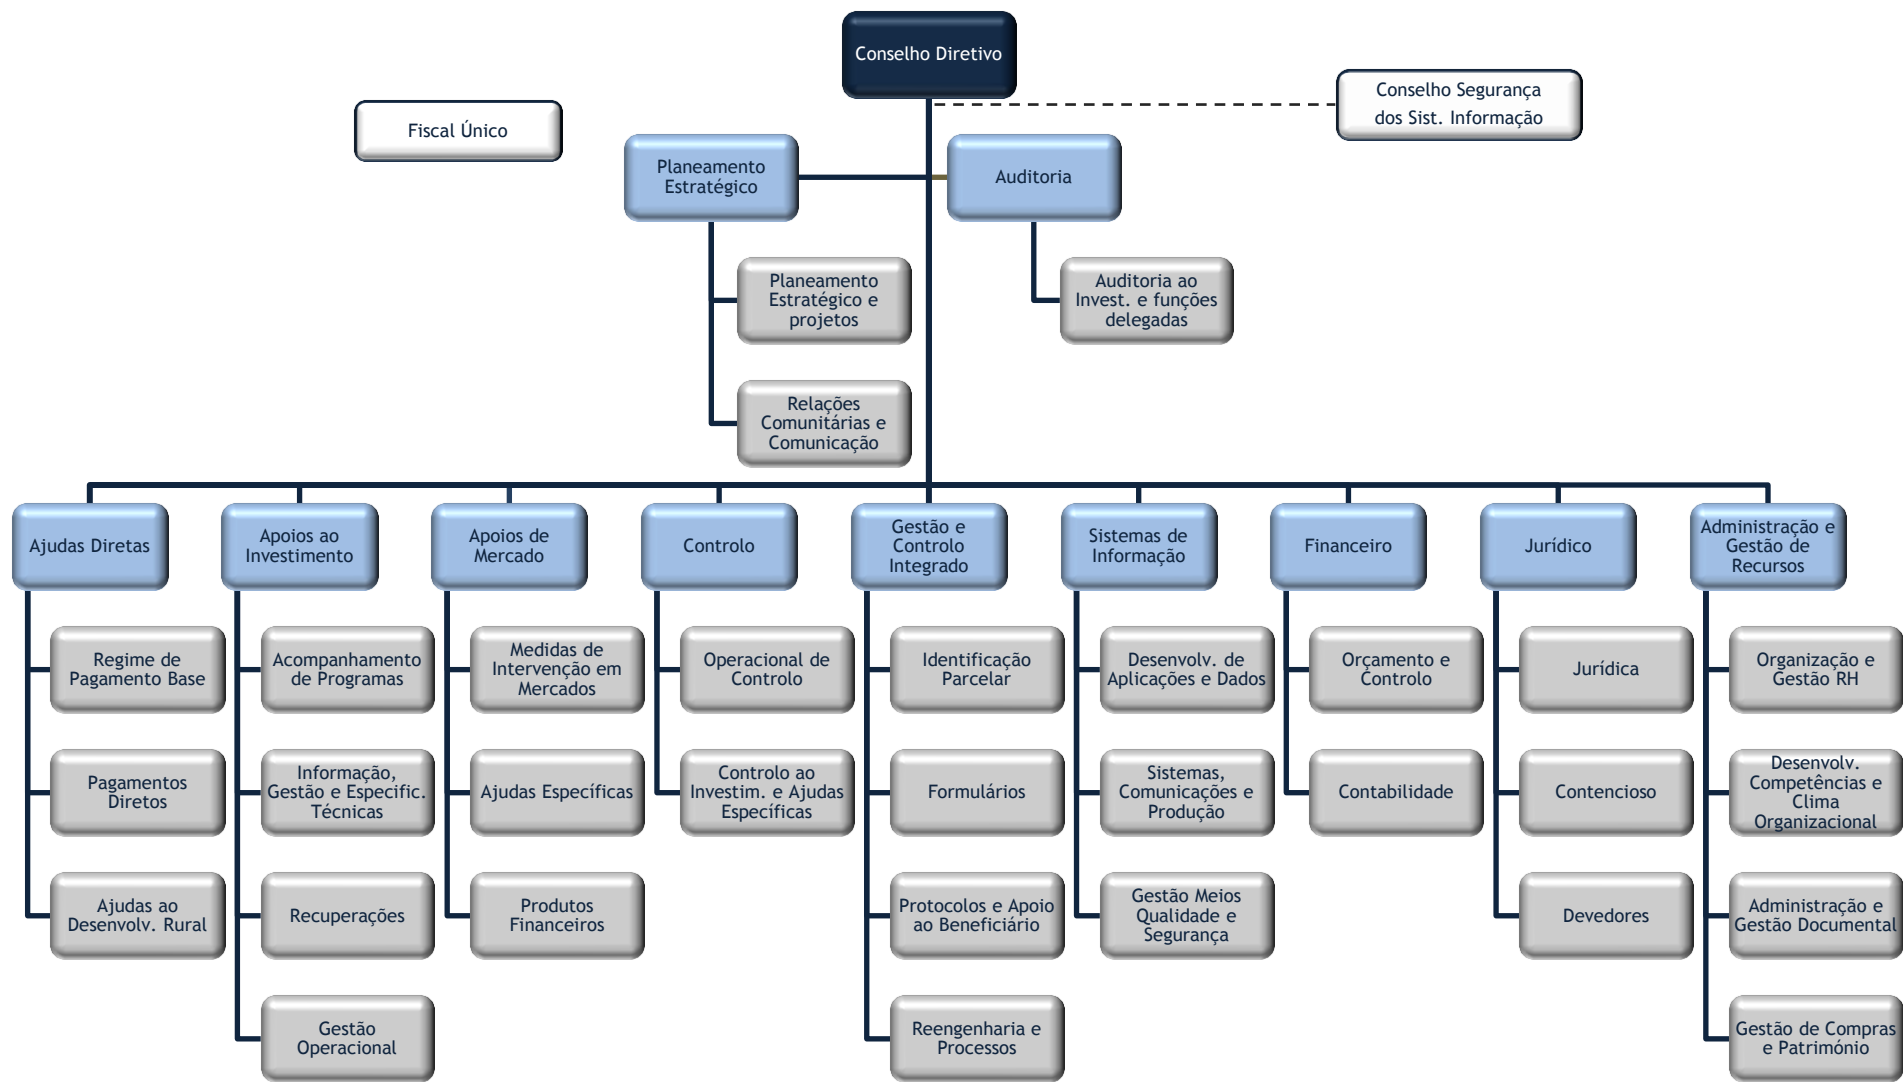 Conselho Diretivo
Conselho Segurança
dos Sist. Informação
Fiscal Único
Planeamento
Estratégico
Auditoria
Planeamento
Estratégico e
projetos
Auditoria ao
Invest. e funções
delegadas
Relações
Comunitárias e
Comunicação
Ajudas Diretas
Apoios ao
Investimento
Apoios de
Mercado
Controlo
Gestão e
Controlo
Integrado
Sistemas de
Informação
Financeiro
Jurídico
Administração e
Gestão de
Recursos
Regime de
Pagamento Base
Acompanhamento
de Programas
Medidas de
Intervenção em
Mercados
Operacional de
Controlo
Identificação
Parcelar
Desenvolv. de
Aplicações e Dados
Orçamento e
Controlo
Jurídica
Organização e
Gestão RH
Pagamentos
Diretos
Informação,
Gestão e Especific.
Técnicas
Ajudas Específicas
Controlo ao
Investim. e Ajudas
Específicas
Formulários
Sistemas,
Comunicações e
Produção
Contabilidade
Contencioso
Desenvolv.
Competências e
Clima
Organizacional
Ajudas ao
Desenvolv. Rural
Recuperações
Produtos
Financeiros
Protocolos e Apoio
ao Beneficiário
Gestão Meios
Qualidade e
Segurança
Devedores
Administração e
Gestão Documental
Gestão
Operacional
Reengenharia e
Processos
Gestão de Compras
e Património